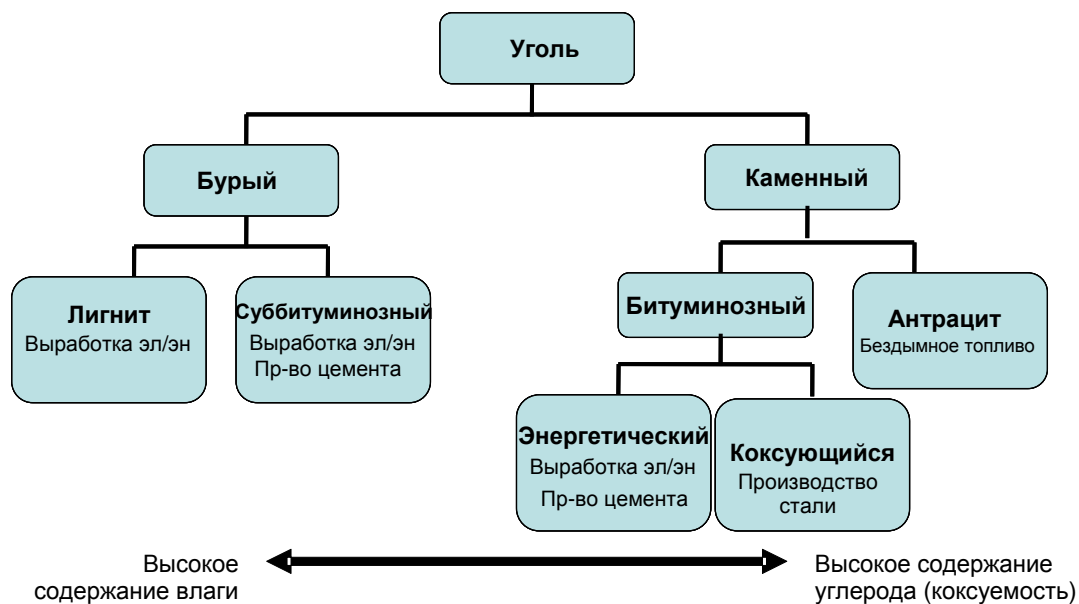 Уголь
Бурый
Каменный
Лигнит
Выработка эл/эн
Суббитуминозный
Выработка эл/эн
Пр-во цемента
Битуминозный
Антрацит
Бездымное топливо
Энергетический
Выработка эл/эн
Пр-во цемента
Коксующийся
Производство
стали
Высокое
содержание влаги
Высокое содержание
углерода (коксуемость)